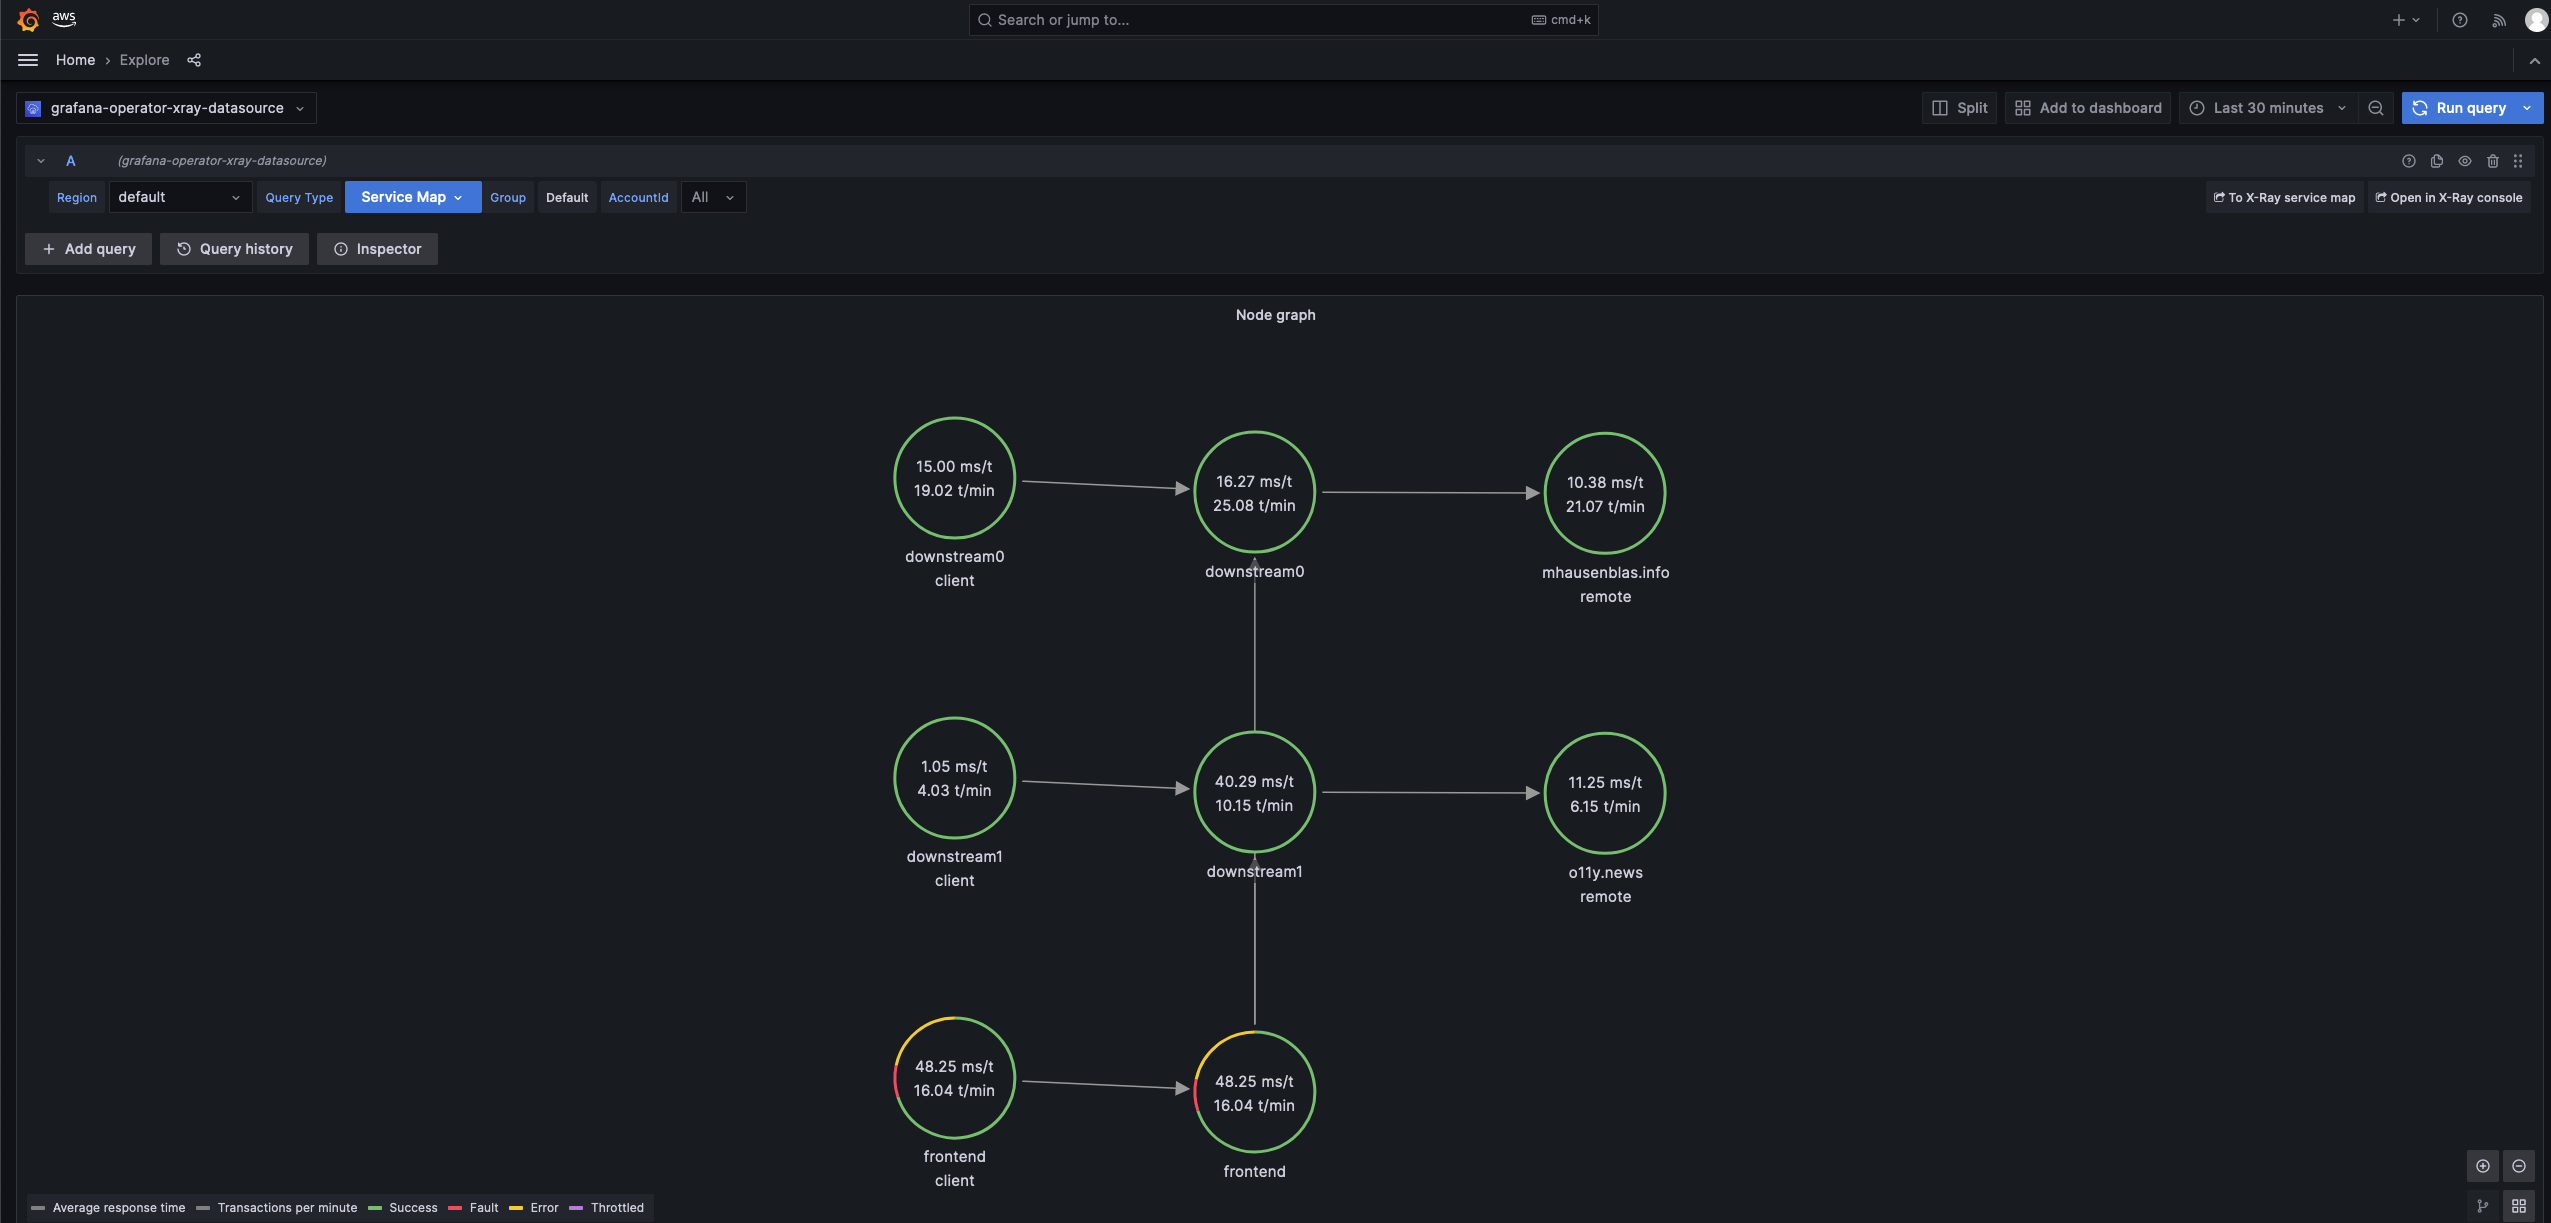 aws
Search or jump to...
cmd+k
Home › Explore
grafana-operator-xray-datasource
Split
Add to dashboard
Last 30 minutes
Run query
A (grafana-operator-xray-datasource)
Region default Query Type Service Map Group Default AccountId All
To X-Ray service map
Open in X-Ray console
+ Add query
Query history
Inspector
Node graph
15.00 ms/t
19.02 t/min
downstream0
client
16.27 ms/t
25.08 t/min
downstream0
10.38 ms/t
21.07 t/min
mhausenblas.info
remote
1.05 ms/t
4.03 t/min
downstream1
client
40.29 ms/t
10.15 t/min
downstream1
11.25 ms/t
6.15 t/min
o11y.news
remote
48.25 ms/t
16.04 t/min
frontend
client
48.25 ms/t
16.04 t/min
frontend
Average response time Transactions per minute Success Fault Error Throttled